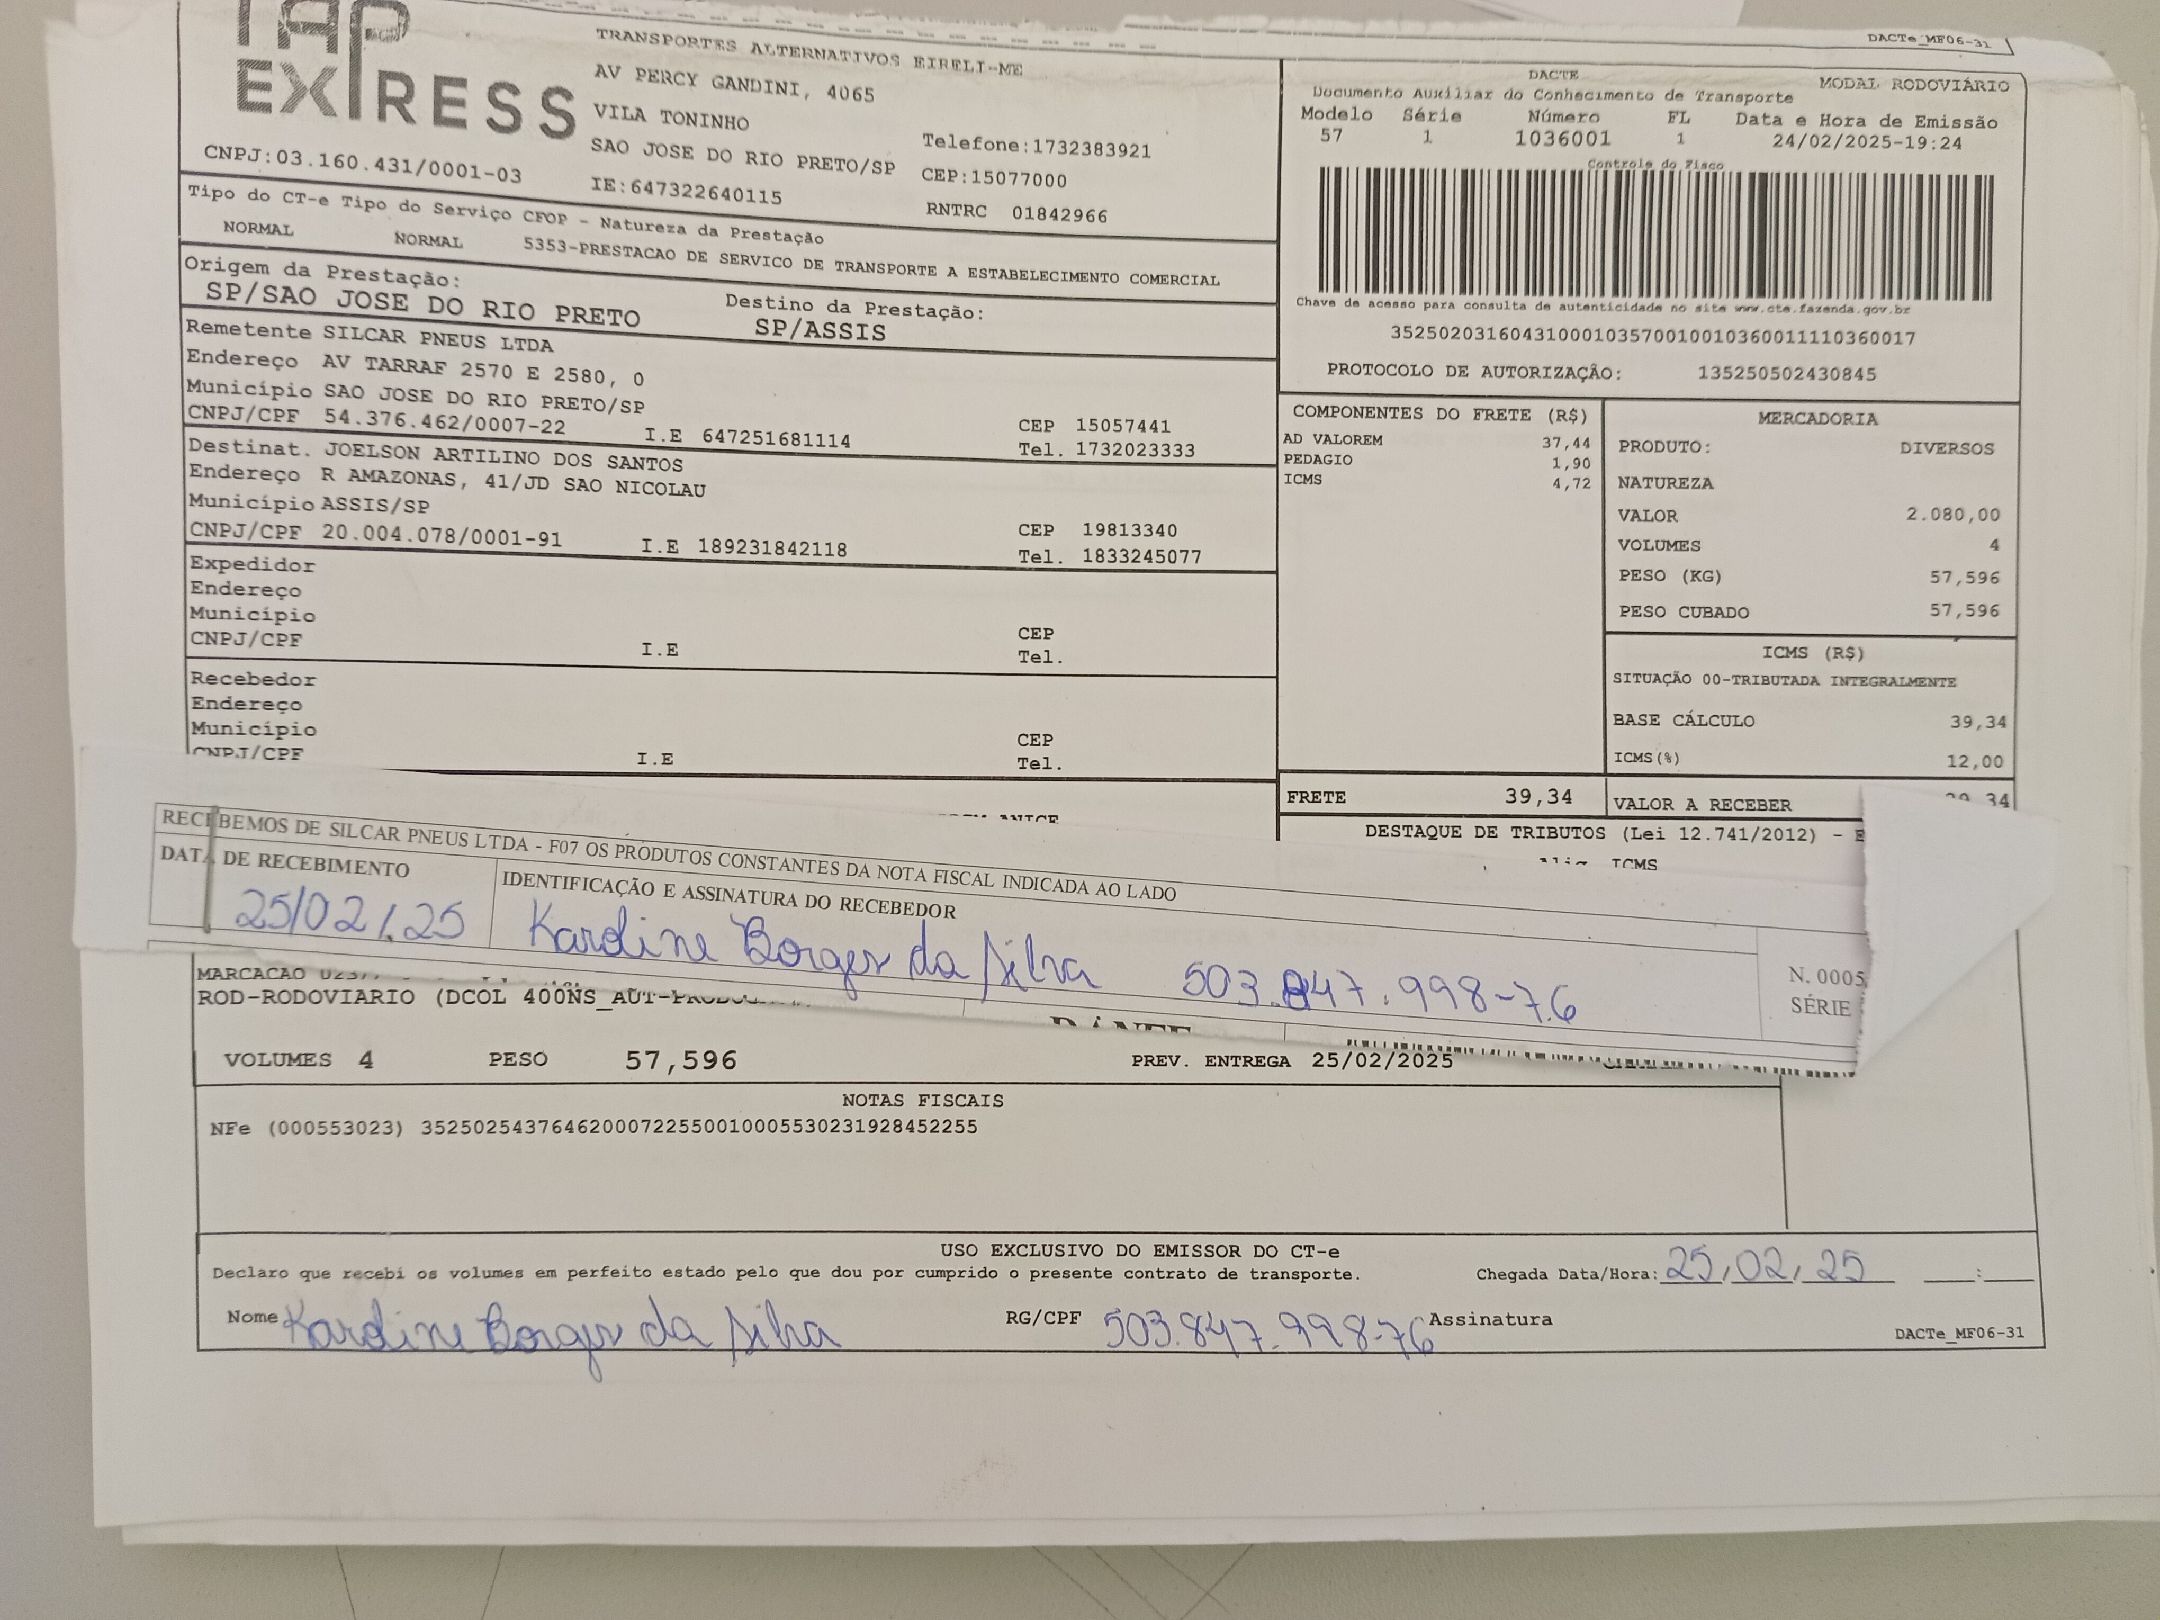 DACTe_MF06-31
TAP
EXPRESS
TRANSPORTES ALTERNATIVOS EIRELI-ME
AV PERCY GANDINI, 4065
VILA TONINHO
SAO JOSE DO RIO PRETO/SP
IE:647322640115
Telefone:1732383921
CEP:15077000
RNTRC 01842966
CNPJ:03.160.431/0001-03
DACTE
MODAL RODOVIÁRIO
Documento Auxiliar do Conhecimento de Transporte
Modelo Série Número FL Data e Hora de Emissão
57 1 1036001 1 24/02/2025-19:24
Controle do Fisco
Chave de acesso para consulta de autenticidade no site www.cte.fazenda.gov.br
35250203160431000103570010010360011110360017
PROTOCOLO DE AUTORIZAÇÃO: 135250502430845
Tipo do CT-e Tipo do Serviço CFOP - Natureza da Prestação
NORMAL NORMAL 5353-PRESTACAO DE SERVICO DE TRANSPORTE A ESTABELECIMENTO COMERCIAL
Origem da Prestação:
SP/SAO JOSE DO RIO PRETO
Destino da Prestação:
SP/ASSIS
Remetente SILCAR PNEUS LTDA
Endereço AV TARRAF 2570 E 2580, 0
Município SAO JOSE DO RIO PRETO/SP
CEP 15057441
CNPJ/CPF 54.376.462/0007-22 I.E 647251681114 Tel. 1732023333
Destinat. JOELSON ARTILINO DOS SANTOS
Endereço R AMAZONAS, 41/JD SAO NICOLAU
Município ASSIS/SP
CEP 19813340
CNPJ/CPF 20.004.078/0001-91 I.E 189231842118 Tel. 1833245077
Expedidor
Endereço
Município
CEP
CNPJ/CPF I.E Tel.
Recebedor
Endereço
Município
CEP
CNPJ/CPF I.E Tel.
COMPONENTES DO FRETE (R$)
AD VALOREM 37,44
PEDAGIO 1,90
ICMS 4,72
MERCADORIA
PRODUTO: DIVERSOS
NATUREZA
VALOR 2.080,00
VOLUMES 4
PESO (KG) 57,596
PESO CUBADO 57,596
ICMS (R$)
SITUAÇÃO 00-TRIBUTADA INTEGRALMENTE
BASE CÁLCULO 39,34
ICMS(%) 12,00
FRETE 39,34 VALOR A RECEBER 39,34
DESTAQUE DE TRIBUTOS (Lei 12.741/2012) - E
ICMS
RECEBEMOS DE SILCAR PNEUS LTDA - F07 OS PRODUTOS CONSTANTES DA NOTA FISCAL INDICADA AO LADO
DATA DE RECEBIMENTO IDENTIFICAÇÃO E ASSINATURA DO RECEBEDOR
25/02/25 Karoline Borges da Silva 503.847.998-76
N. 0005
SÉRIE
MARCACAO
ROD-RODOVIARIO (DCOL 400NS_AUT-
VOLUMES 4 PESO 57,596 PREV. ENTREGA 25/02/2025
NOTAS FISCAIS
NFe (000553023) 35250254376462000722550010005530231928452255
USO EXCLUSIVO DO EMISSOR DO CT-e
Declaro que recebi os volumes em perfeito estado pelo que dou por cumprido o presente contrato de transporte. Chegada Data/Hora: 25,02,25 :
Nome Karoline Borges da Silva RG/CPF 503.847.998-76 Assinatura
DACTe_MF06-31